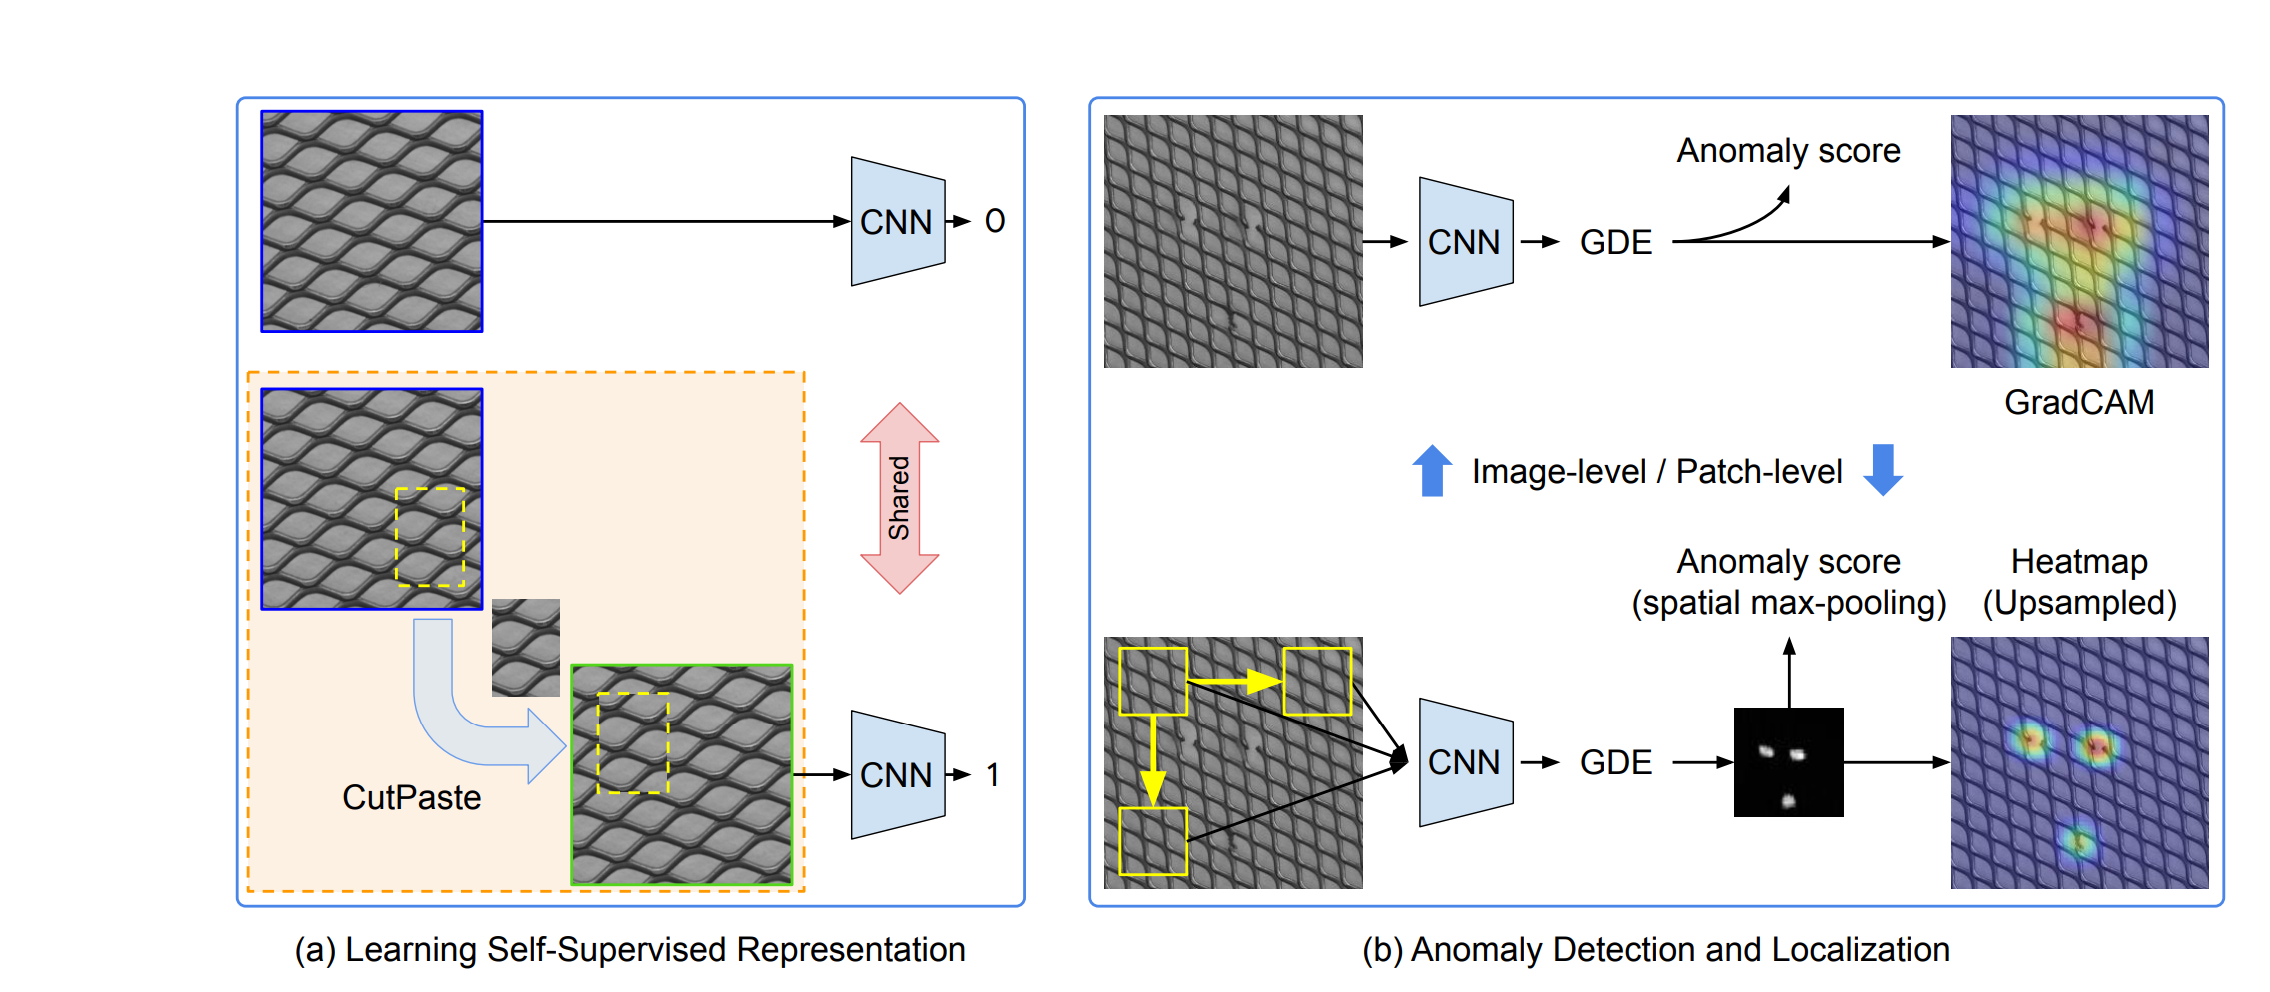 CNN
0
Shared
CutPaste
CNN
1
(a) Learning Self-Supervised Representation
Anomaly score
CNN
GDE
GradCAM
Image-level / Patch-level
Anomaly score
(spatial max-pooling)
Heatmap
(Upsampled)
CNN
GDE
(b) Anomaly Detection and Localization